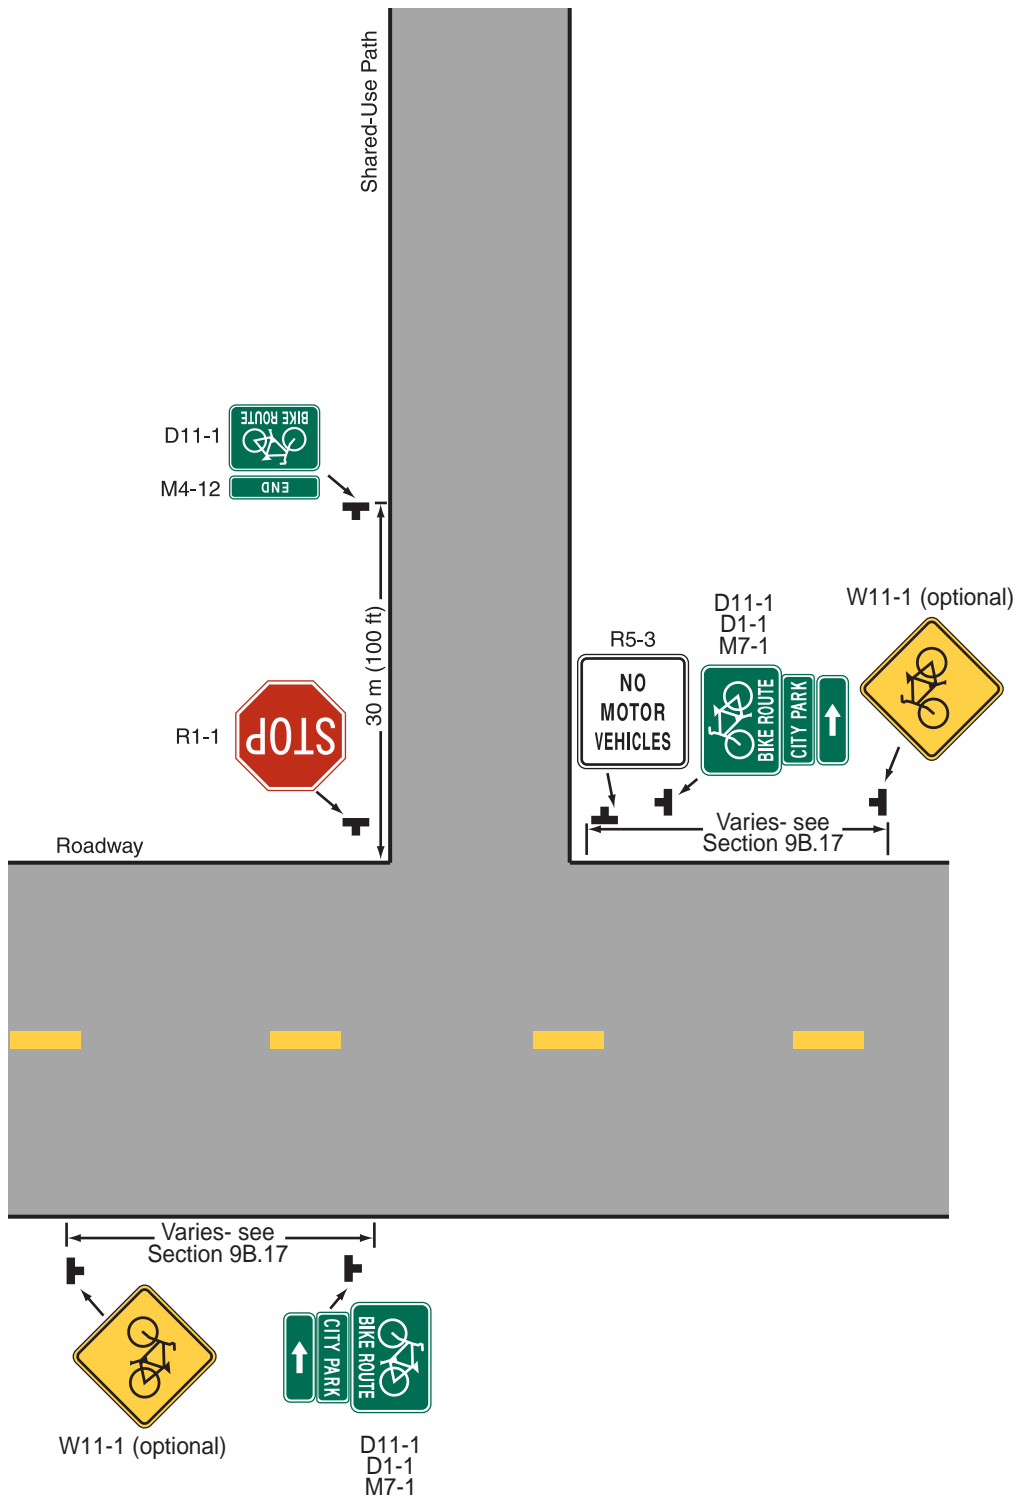 Shared-Use Path
D11-1
BIKE ROUTE
M4-12
END
30 m (100 ft)
R1-1
STOP
Roadway
R5-3
NO
MOTOR
VEHICLES
D11-1
D1-1
M7-1
BIKE ROUTE
CITY PARK
W11-1 (optional)
Varies- see
Section 9B.17
Varies- see
Section 9B.17
W11-1 (optional)
CITY PARK
BIKE ROUTE
D11-1
D1-1
M7-1